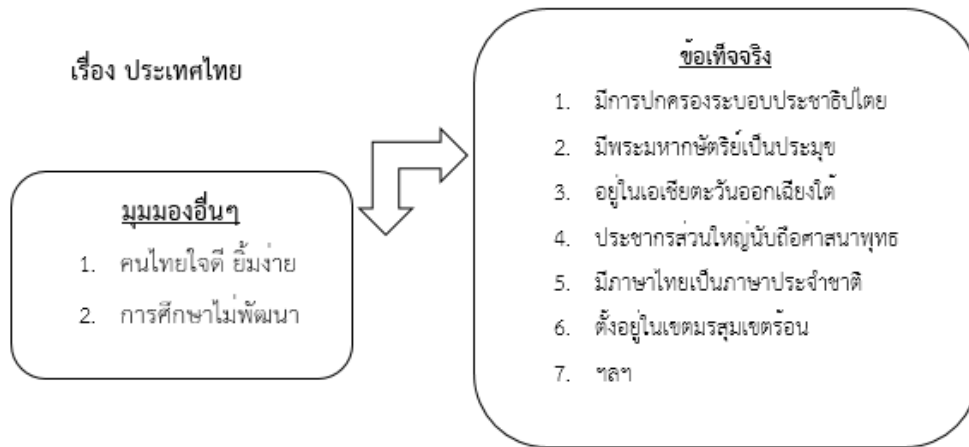 เรื่อง ประเทศไทย
มุมมองอื่นๆ
1. คนไทยใจดี ยิ้มง่าย
2. การศึกษาไม่พัฒนา
ข้อเท็จจริง
1. มีการปกครองระบอบประชาธิปไตย
2. มีพระมหากษัตริย์เป็นประมุข
3. อยู่ในเอเชียตะวันออกเฉียงใต้
4. ประชากรส่วนใหญ่นับถือศาสนาพุทธ
5. มีภาษาไทยเป็นภาษาประจำชาติ
6. ตั้งอยู่ในเขตมรสุมเขตร้อน
7. ฯลฯ